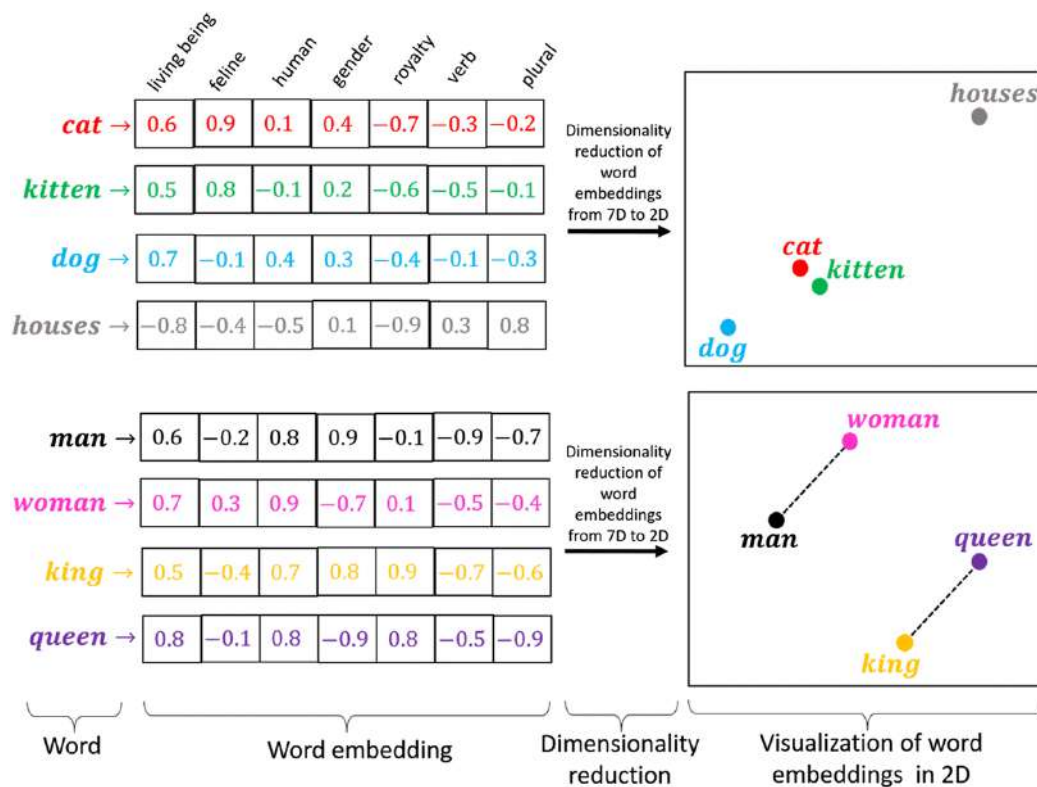 living being feline human gender royalty verb plural
cat → 0.6 0.9 0.1 0.4 −0.7 −0.3 −0.2
kitten → 0.5 0.8 −0.1 0.2 −0.6 −0.5 −0.1
dog → 0.7 −0.1 0.4 0.3 −0.4 −0.1 −0.3
houses → −0.8 −0.4 −0.5 0.1 −0.9 0.3 0.8
Dimensionality
reduction of
word
embeddings
from 7D to 2D
houses
cat
kitten
dog
man → 0.6 −0.2 0.8 0.9 −0.1 −0.9 −0.7
woman → 0.7 0.3 0.9 −0.7 0.1 −0.5 −0.4
king → 0.5 −0.4 0.7 0.8 0.9 −0.7 −0.6
queen → 0.8 −0.1 0.8 −0.9 0.8 −0.5 −0.9
Dimensionality
reduction of
word
embeddings
from 7D to 2D
woman
man
queen
king
Word
Word embedding
Dimensionality
reduction
Visualization of word
embeddings in 2D